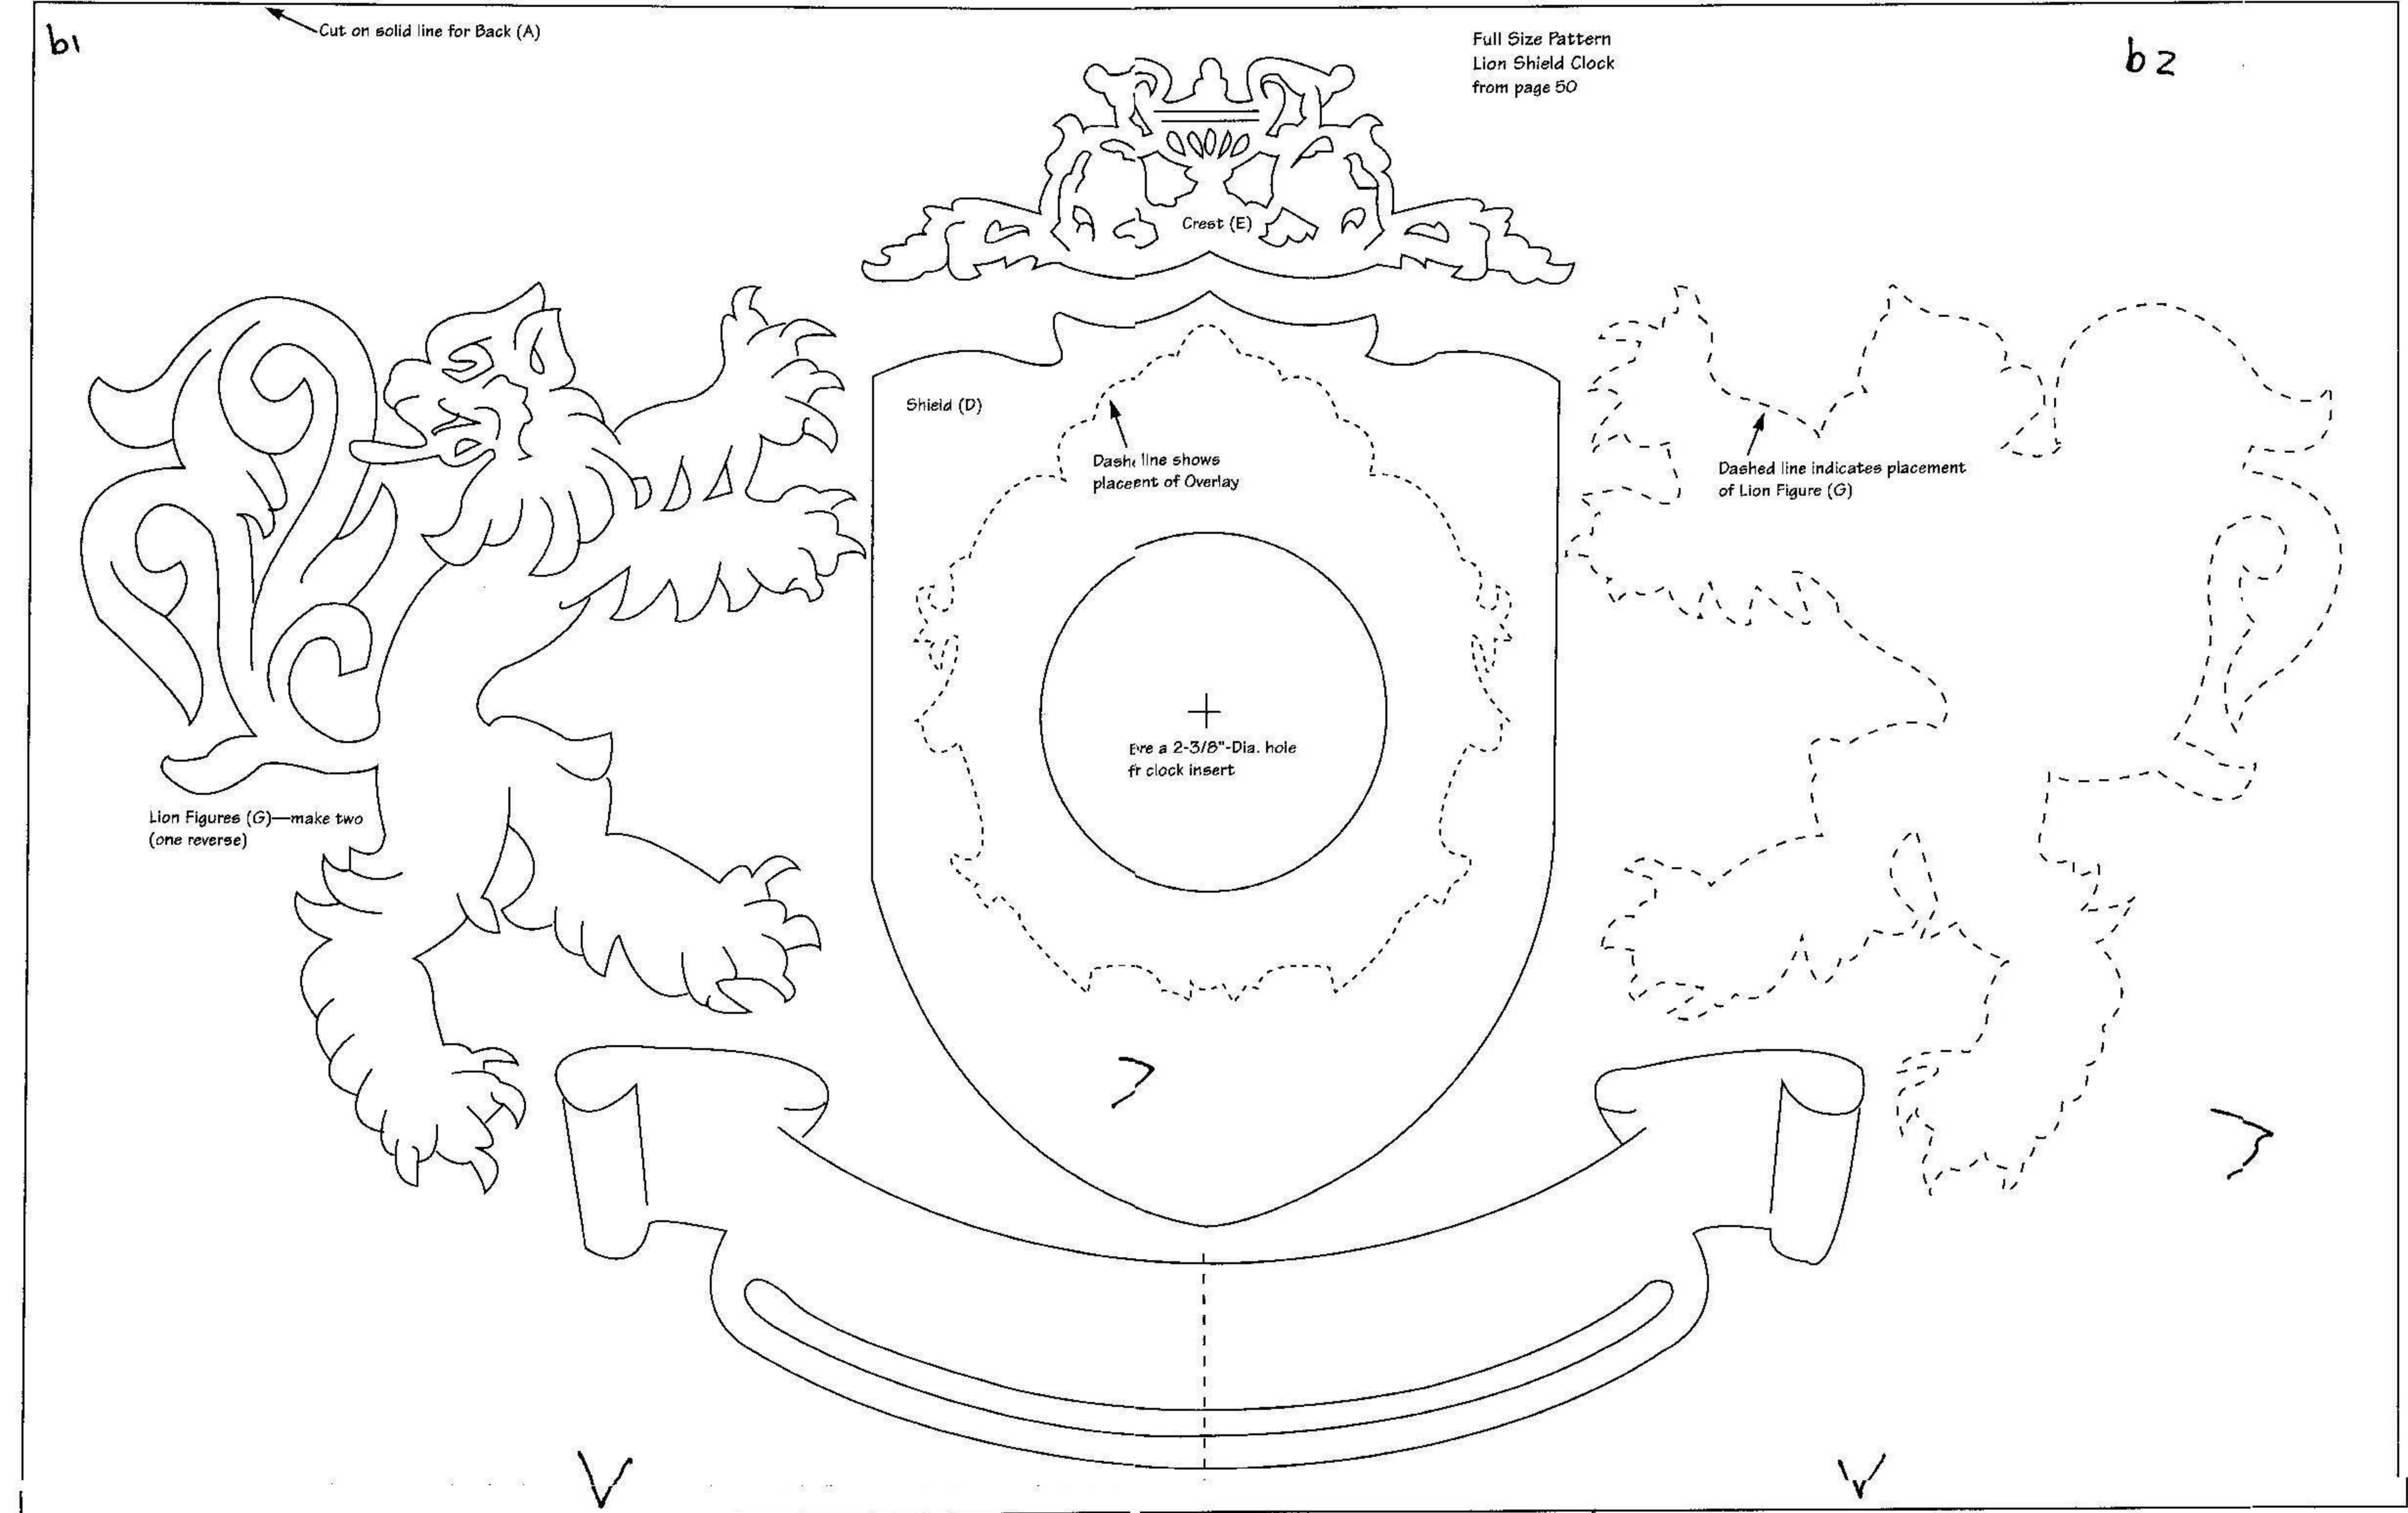 b1
Cut on solid line for Back (A)
Full Size Pattern
Lion Shield Clock
from page 50
b2
Crest (E)
Shield (D)
Dashe line shows
placeent of Overlay
Dashed line indicates placement
of Lion Figure (G)
Bre a 2-3/8"-Dia. hole
fr clock insert
Lion Figures (G)—make two
(one reverse)